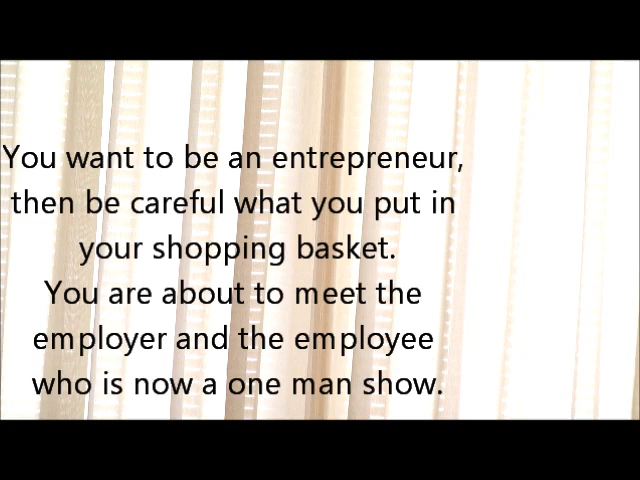 You want to be an entrepreneur,
then be careful what you put in
your shopping basket.
You are about to meet the
employer and the employee
who is now a one man show.